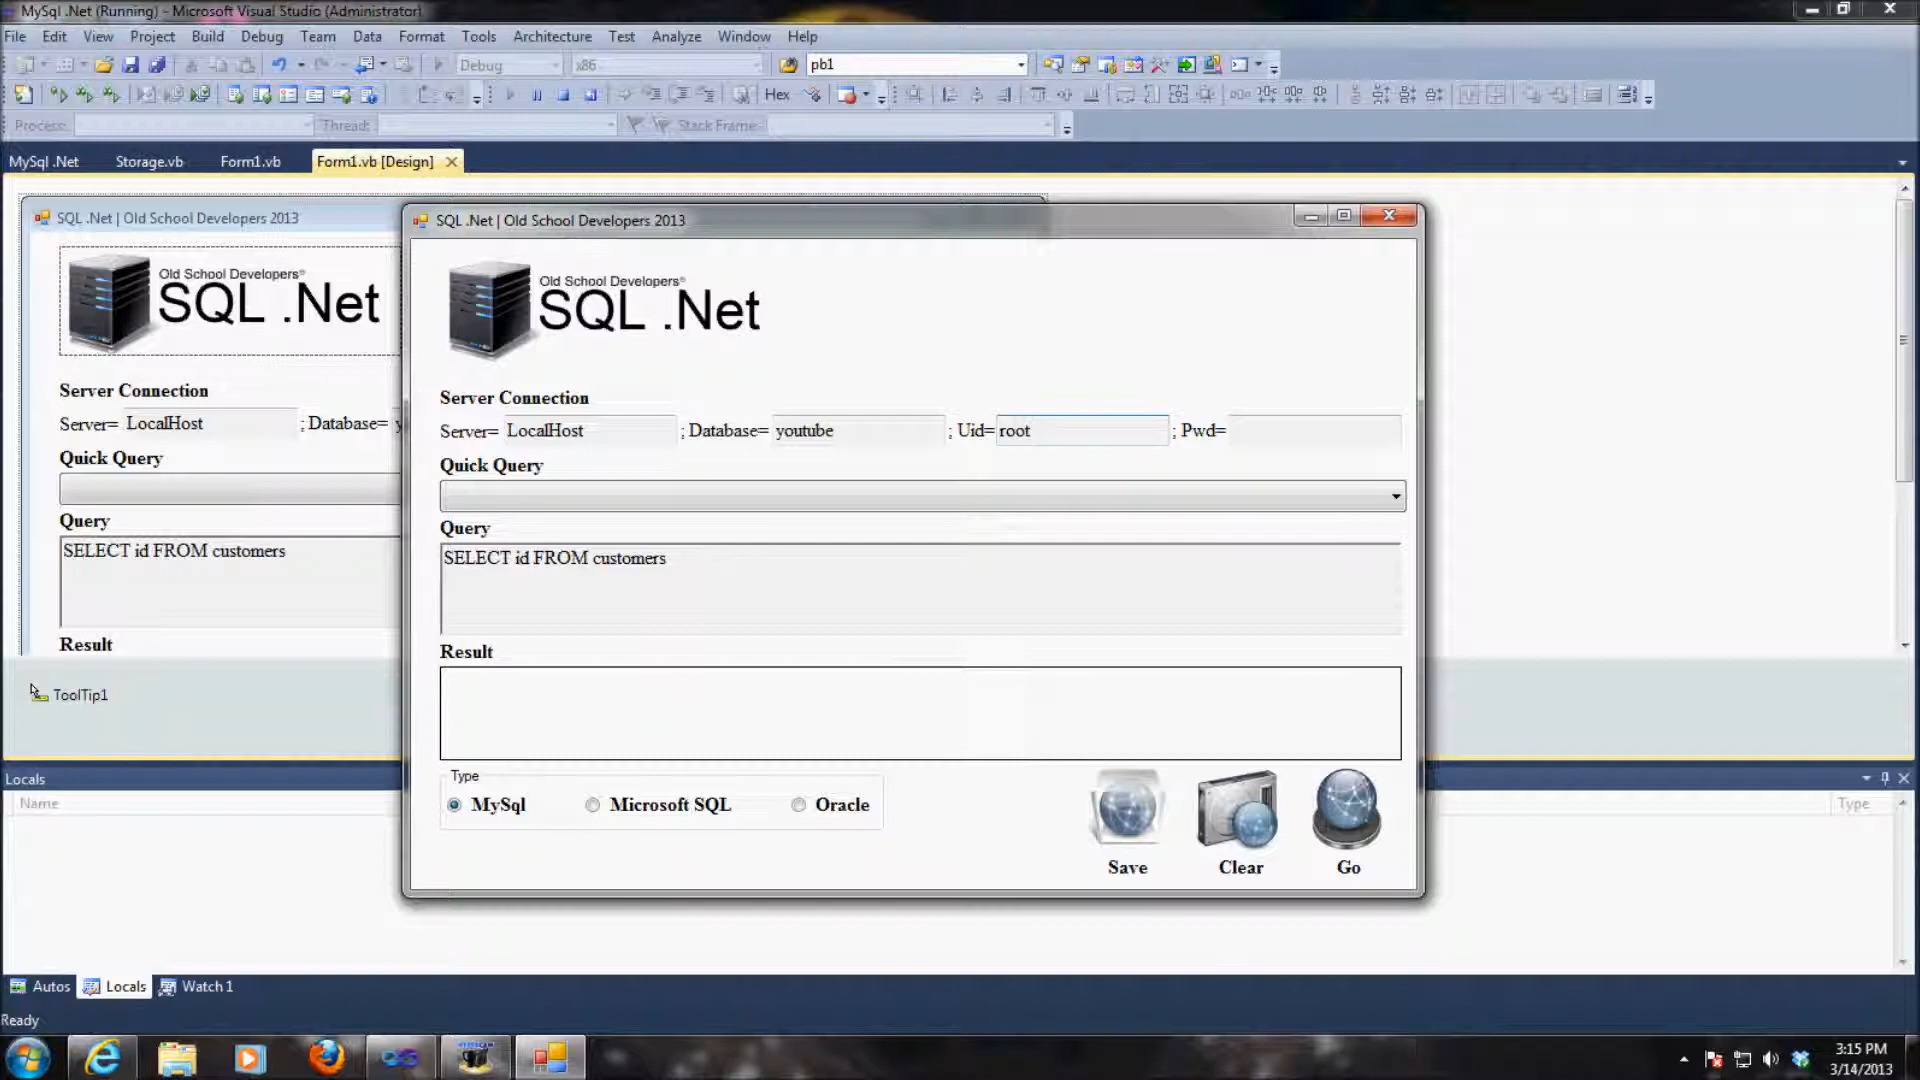 MySql .Net (Running) - Microsoft Visual Studio (Administrator)
File Edit View Project Build Debug Team Data Format Tools Architecture Test Analyze Window Help
Debug x86 pb1
Hex
Process: Thread: Stack Frame:
MySql .Net Storage.vb Form1.vb Form1.vb [Design]
SQL .Net | Old School Developers 2013
Old School Developers®
SQL .Net
Server Connection
Server= LocalHost ; Database= y
Quick Query
Query
SELECT id FROM customers
Result
ToolTip1
SQL .Net | Old School Developers 2013
Old School Developers®
SQL .Net
Server Connection
Server= LocalHost ; Database= youtube ; Uid= root ; Pwd=
Quick Query
Query
SELECT id FROM customers
Result
Type
MySql Microsoft SQL Oracle
Save Clear Go
Locals
Name Type
Autos Locals Watch 1
Ready
3:15 PM
3/14/2013